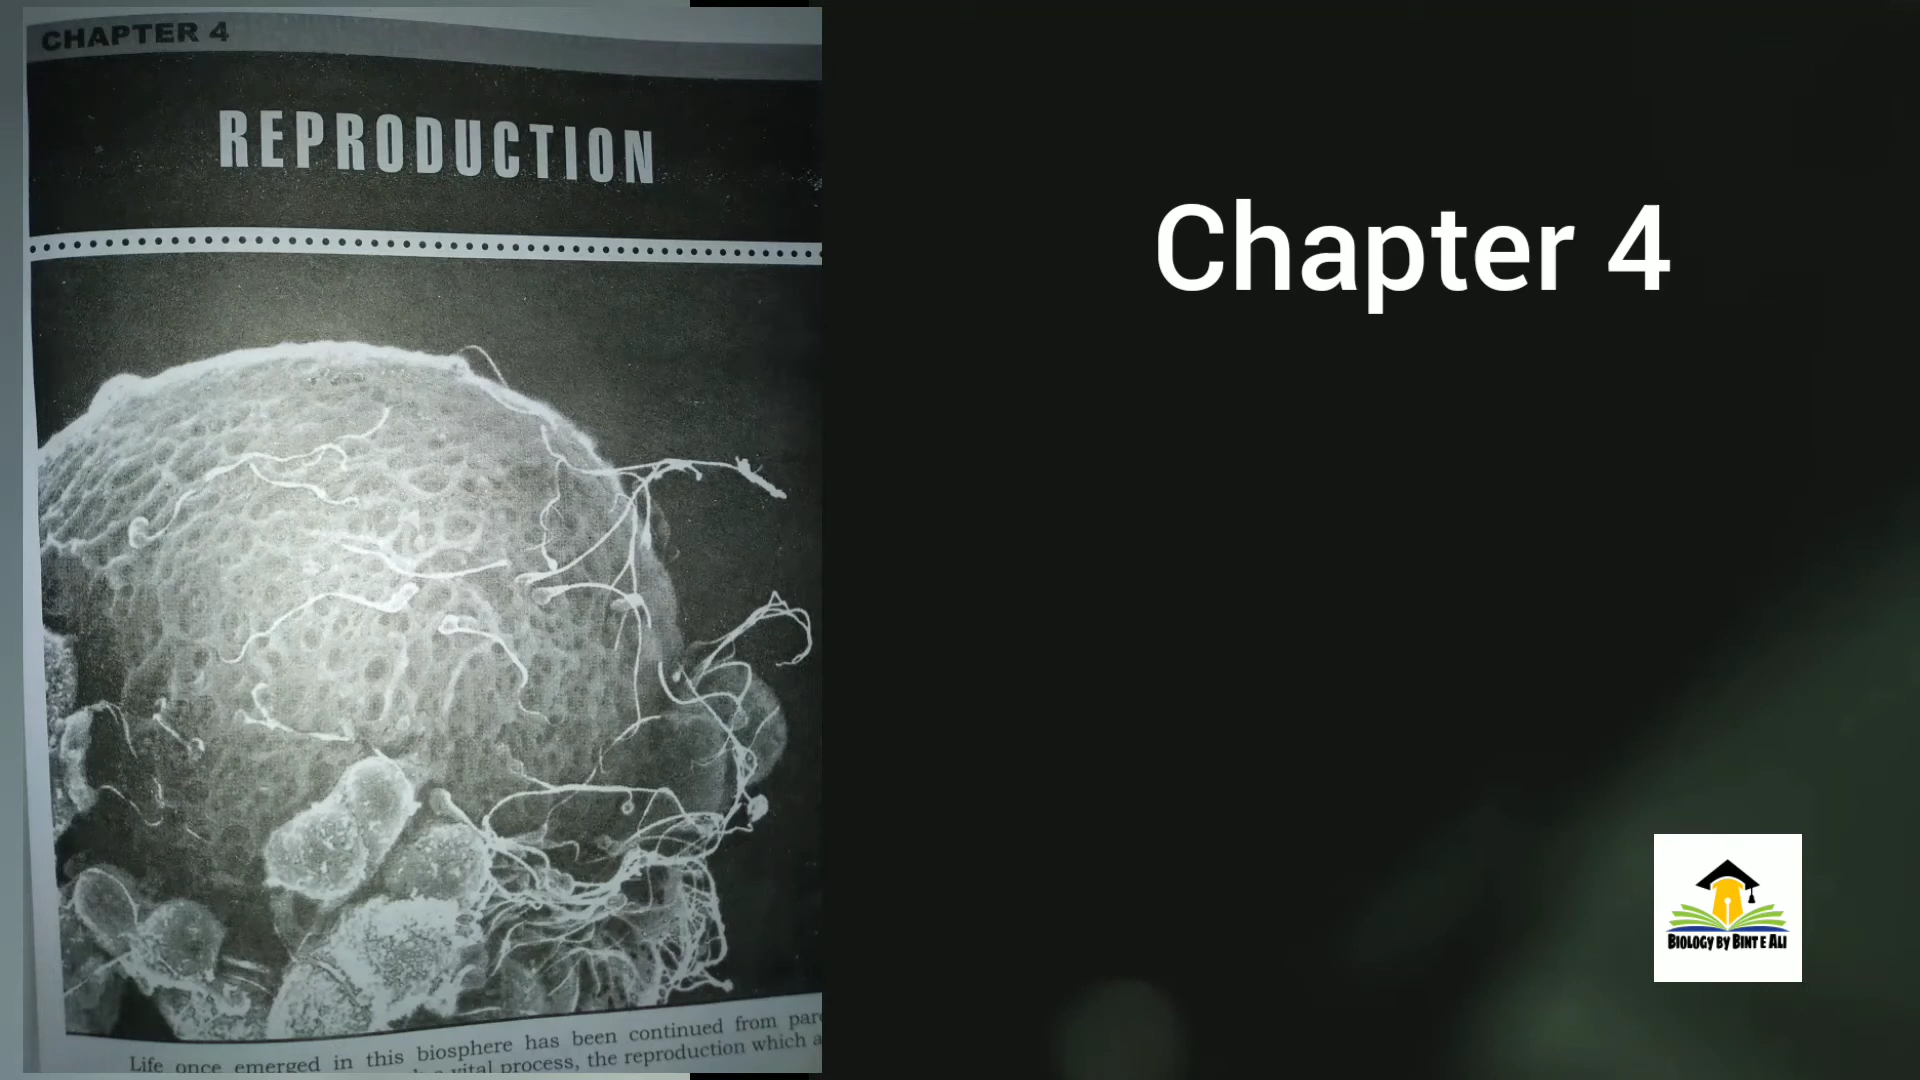 CHAPTER 4
REPRODUCTION
Life once emerged in this biosphere has been continued from
vital process, the reproduction which
Chapter 4
BIOLOGY BY BINT E ALI